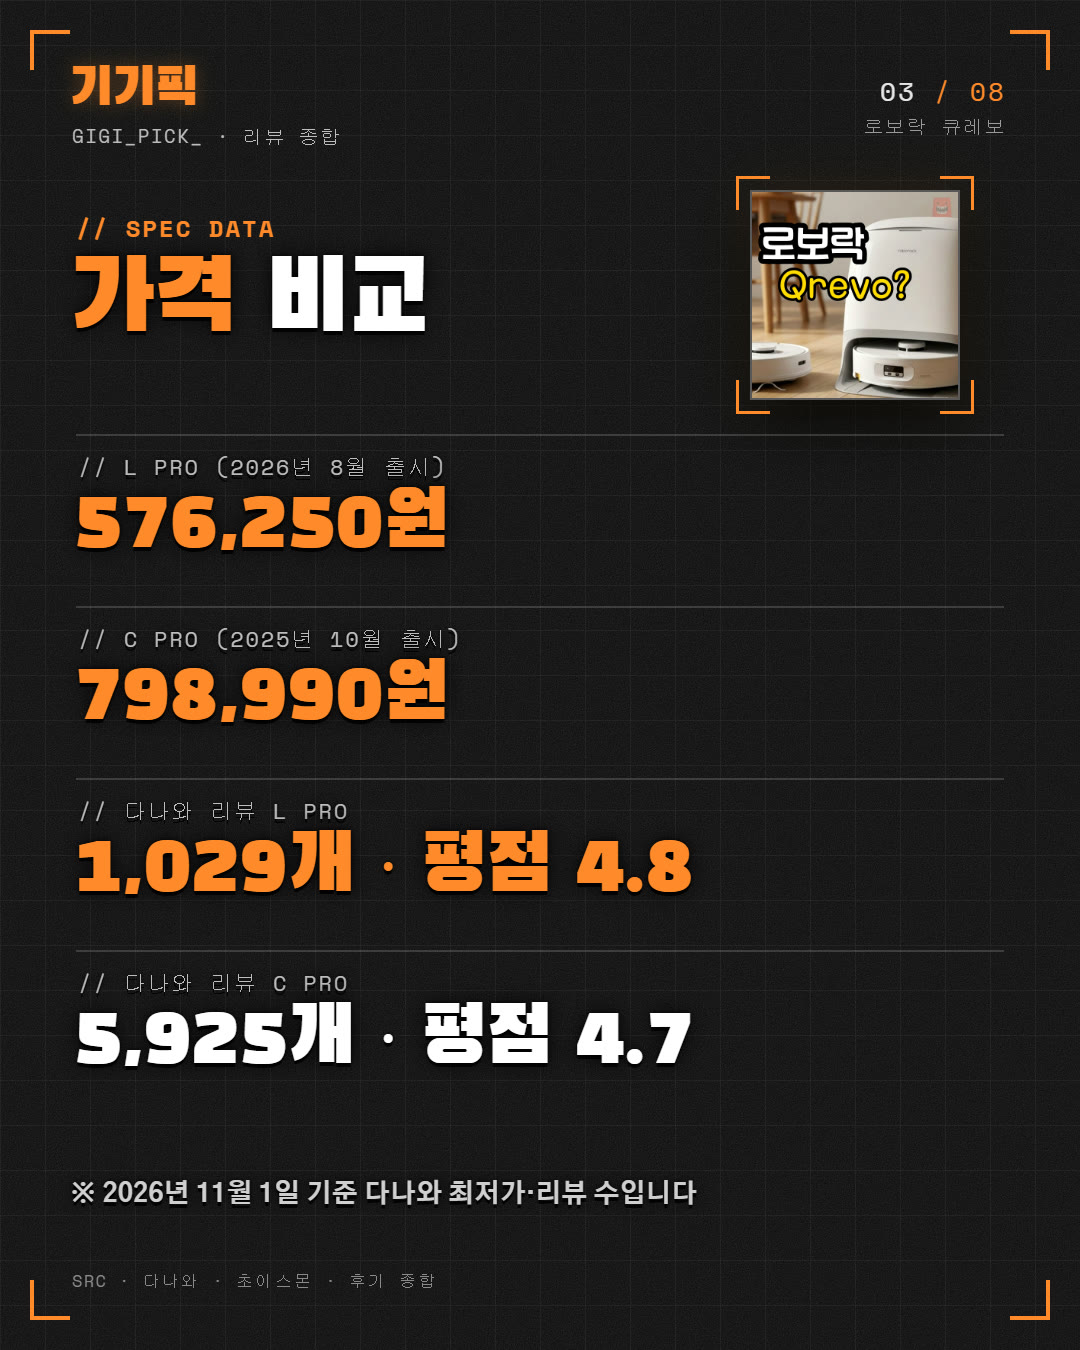 기기픽
GIGI_PICK_ · 리뷰 종합
03 / 08
로보락 큐레보
// SPEC DATA
가격 비교
로보락
Qrevo?
// L PRO (2026년 8월 출시)
576,250원
// C PRO (2025년 10월 출시)
798,990원
// 다나와 리뷰 L PRO
1,029개 · 평점 4.8
// 다나와 리뷰 C PRO
5,925개 · 평점 4.7
※ 2026년 11월 1일 기준 다나와 최저가·리뷰 수입니다
SRC · 다나와 · 초이스몬 · 후기 종합